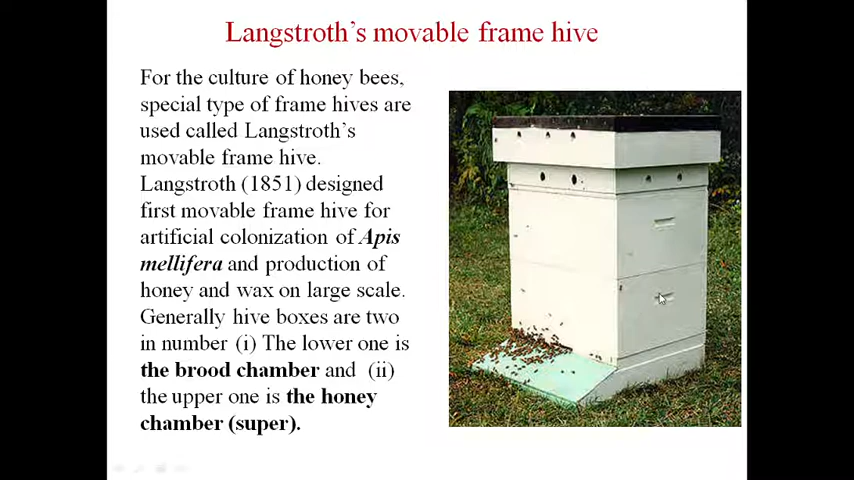 Langstroth's movable frame hive
For the culture of honey bees,
special type of frame hives are
used called Langstroth's
movable frame hive.
Langstroth (1851) designed
first movable frame hive for
artificial colonization of Apis
mellifera and production of
honey and wax on large scale.
Generally hive boxes are two
in number (i) The lower one is
the brood chamber and (ii)
the upper one is the honey
chamber (super).